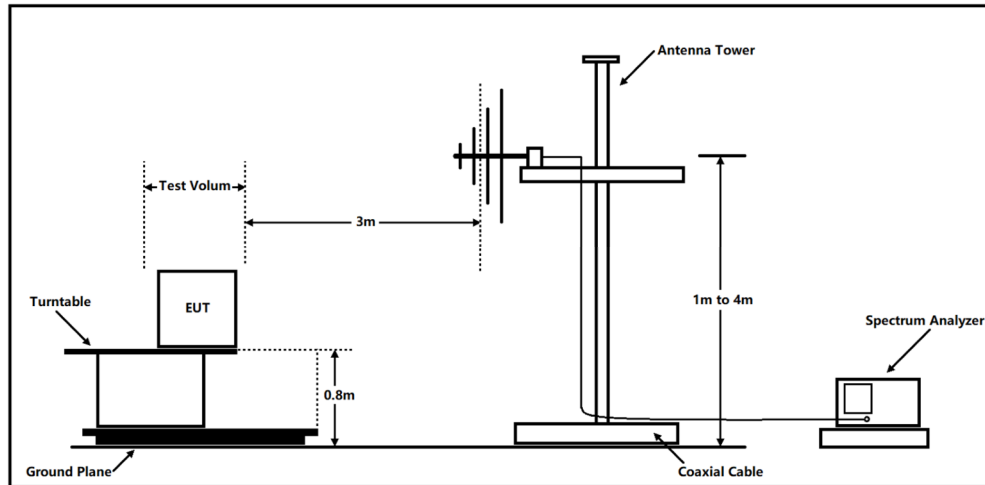 Antenna Tower
Test Volum
3m
EUT
Turntable
1m to 4m
Spectrum Analyzer
0.8m
Ground Plane
Coaxial Cable